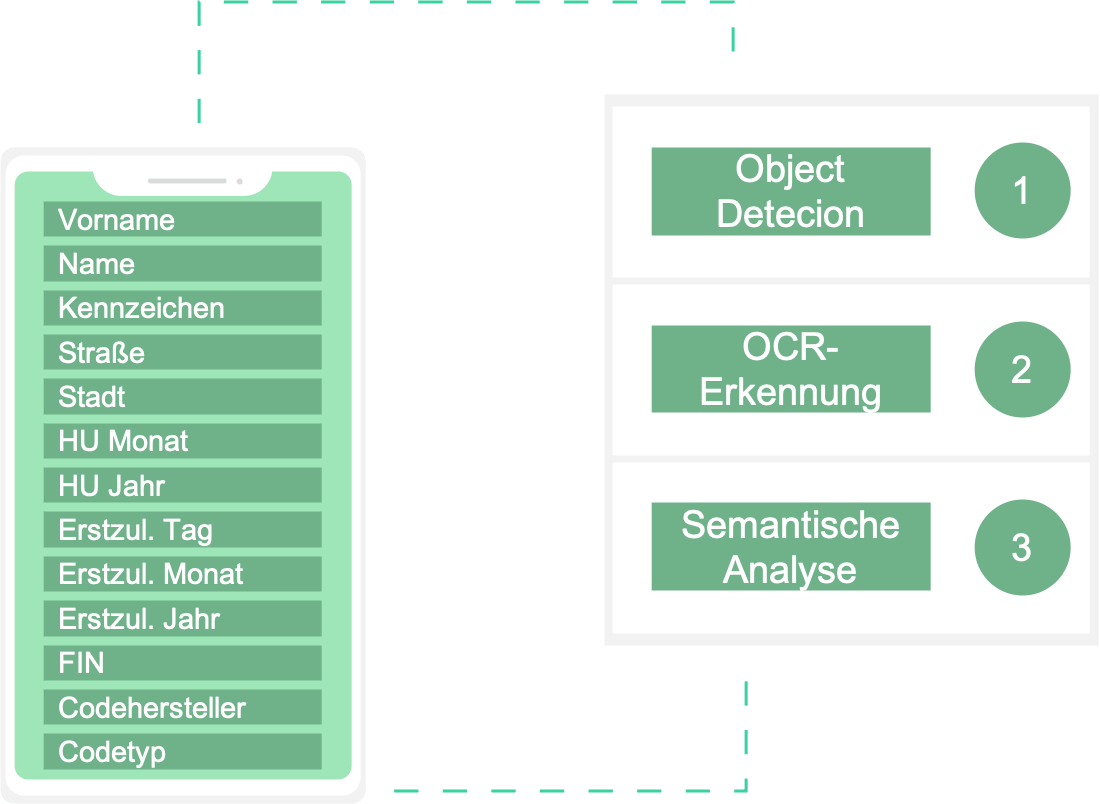 Vorname
Name
Kennzeichen
Straße
Stadt
HU Monat
HU Jahr
Erstzul. Tag
Erstzul. Monat
Erstzul. Jahr
FIN
Codehersteller
Codetyp
Object
Detecion
1
OCR-
Erkennung
2
Semantische
Analyse
3